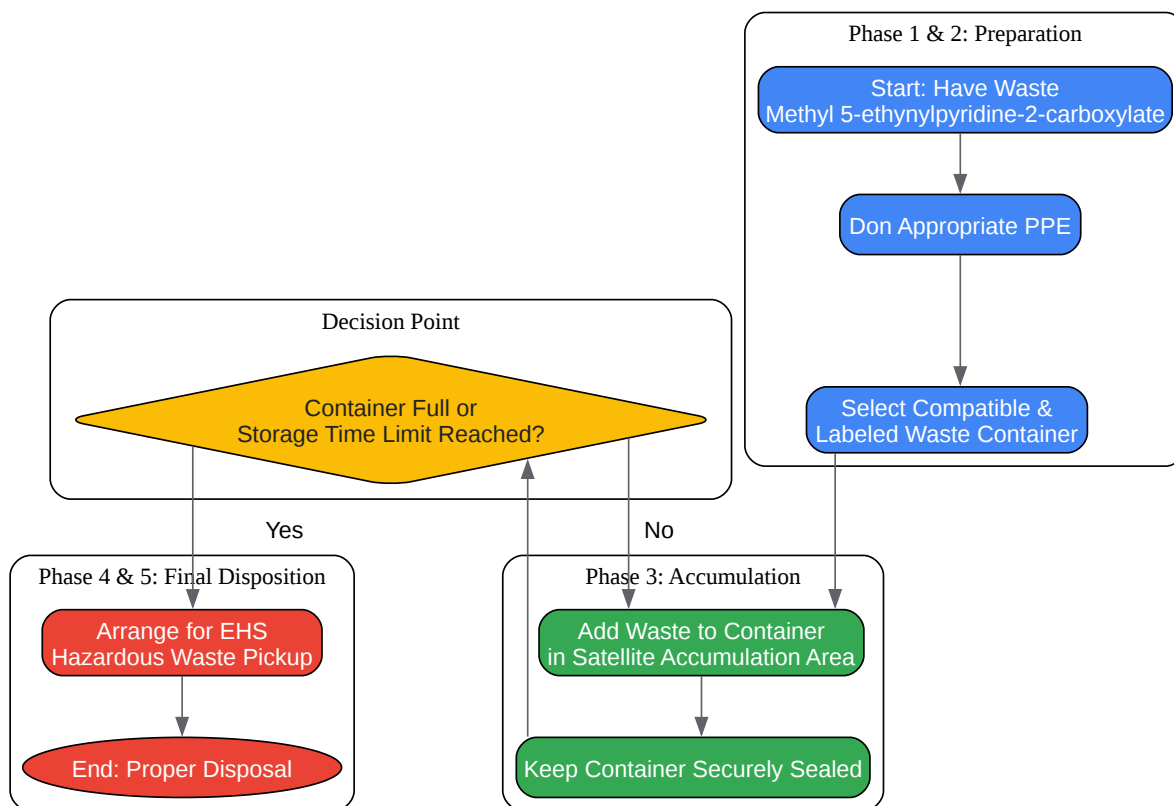 Phase 1 & 2: Preparation
Start: Have Waste
Methyl 5-ethynylpyridine-2-carboxylate
Don Appropriate PPE
Select Compatible &
Labeled Waste Container
Decision Point
Container Full or
Storage Time Limit Reached?
Yes
No
Phase 4 & 5: Final Disposition
Arrange for EHS
Hazardous Waste Pickup
End: Proper Disposal
Phase 3: Accumulation
Add Waste to Container
in Satellite Accumulation Area
Keep Container Securely Sealed